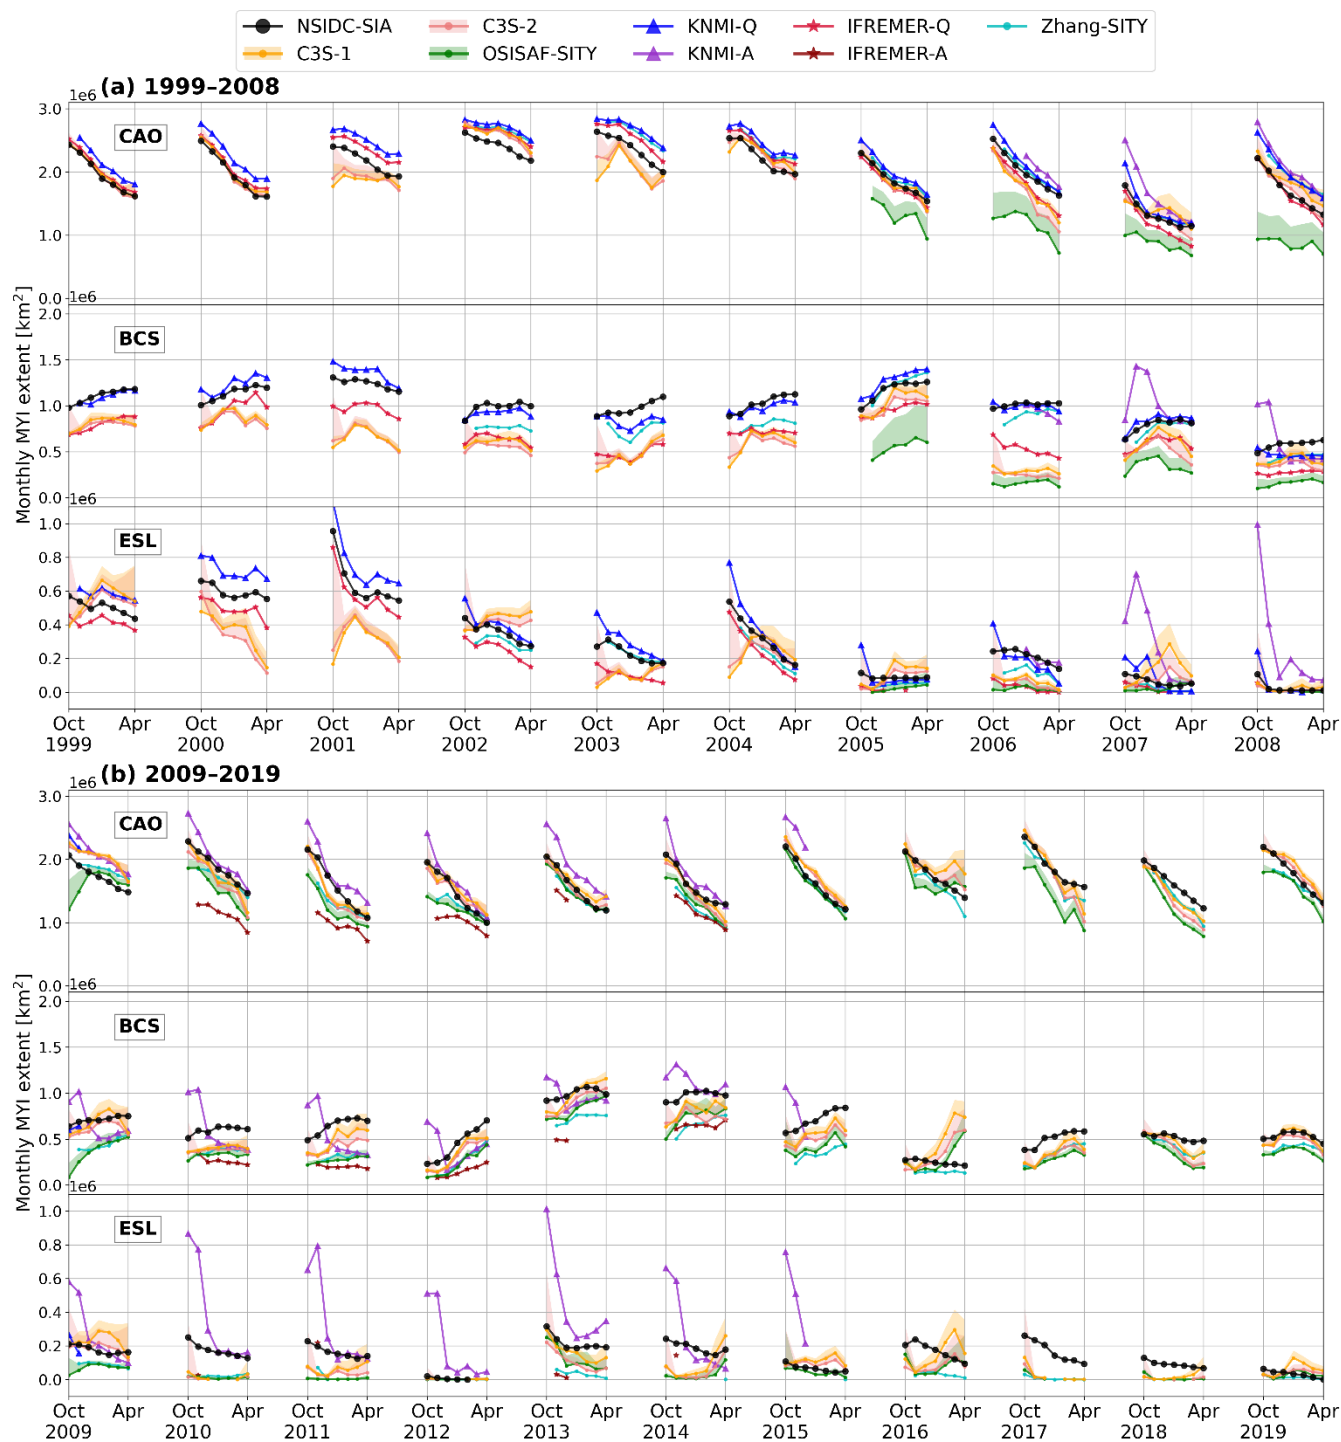 NSIDC-SIA C3S-2 KNMI-Q IFREMER-Q Zhang-SITY
C3S-1 OSISAF-SITY KNMI-A IFREMER-A
1e6 (a) 1999–2008
3.0 CAO
2.0
1.0
0.0 1e6
2.0
BCS
1.5
1.0
0.5
0.0 1e6
1.0 ESL
0.8
0.6
0.4
0.2
0.0
Monthly MYI extent [km²]
Oct Apr Oct Apr Oct Apr Oct Apr Oct Apr Oct Apr Oct Apr Oct Apr Oct Apr Oct Apr
1999 2000 2001 2002 2003 2004 2005 2006 2007 2008
1e6 (b) 2009–2019
3.0 CAO
2.0
1.0
0.0 1e6
2.0
BCS
1.5
1.0
0.5
0.0 1e6
1.0 ESL
0.8
0.6
0.4
0.2
0.0
Monthly MYI extent [km²]
Oct Apr Oct Apr Oct Apr Oct Apr Oct Apr Oct Apr Oct Apr Oct Apr Oct Apr Oct Apr Oct Apr
2009 2010 2011 2012 2013 2014 2015 2016 2017 2018 2019